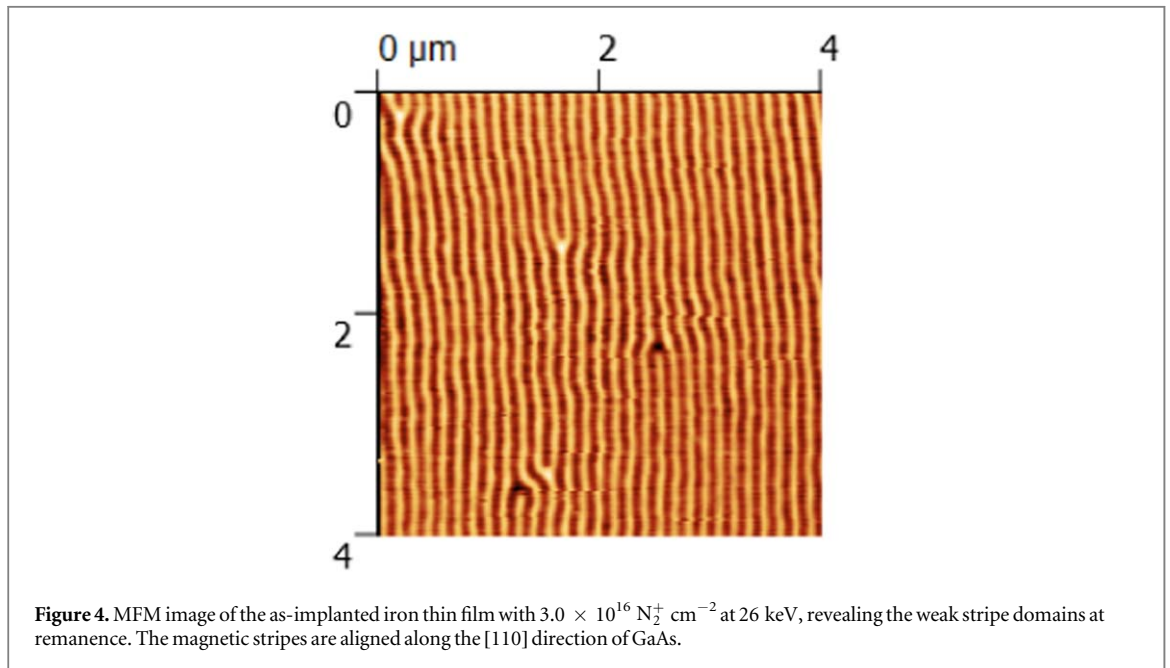 0 µm 2 4
0
2
4
Figure 4. MFM image of the as-implanted iron thin film with 3.0 × 10¹⁶ N₂⁺ cm⁻² at 26 keV, revealing the weak stripe domains at
remanence. The magnetic stripes are aligned along the [110] direction of GaAs.